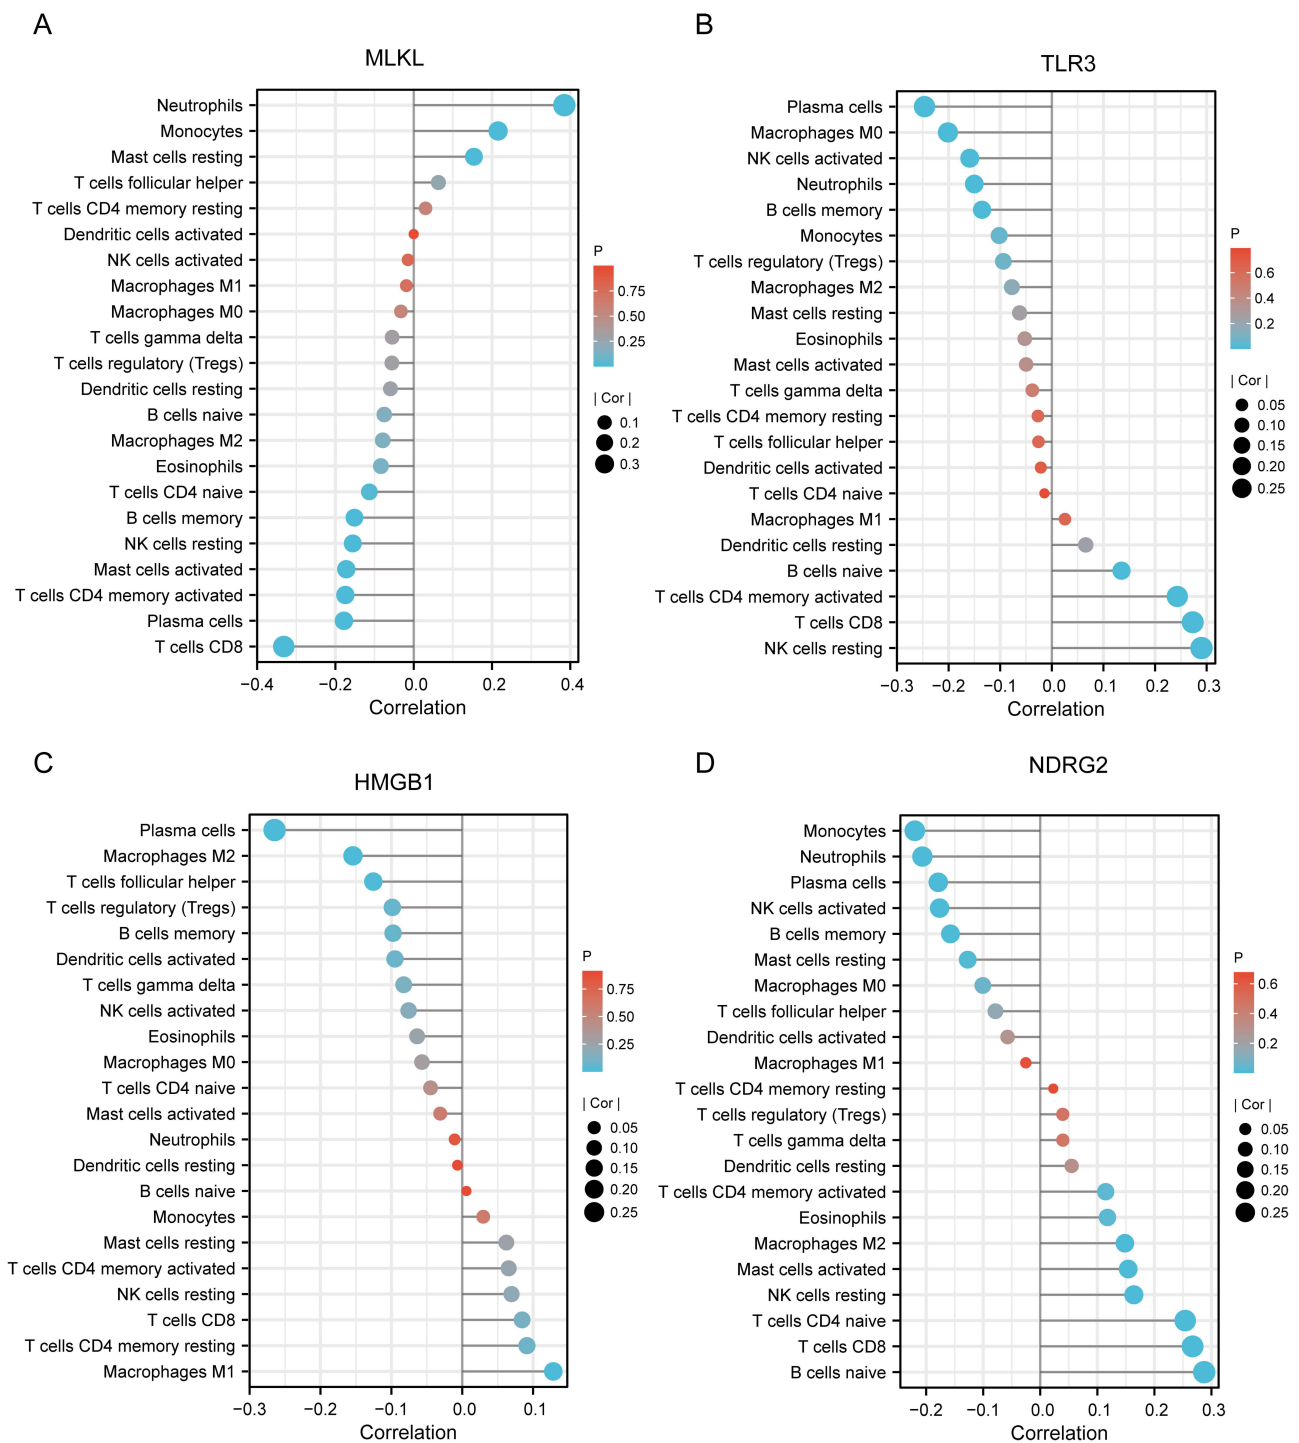 A
MLKL
Neutrophils
Monocytes
Mast cells resting
T cells follicular helper
T cells CD4 memory resting
Dendritic cells activated
NK cells activated
Macrophages M1
Macrophages M0
T cells gamma delta
T cells regulatory (Tregs)
Dendritic cells resting
B cells naive
Macrophages M2
Eosinophils
T cells CD4 naive
B cells memory
NK cells resting
Mast cells activated
T cells CD4 memory activated
Plasma cells
T cells CD8
−0.4 −0.2 0.0 0.2 0.4
Correlation
P
0.75
0.50
0.25
| Cor |
0.1
0.2
0.3
B
TLR3
Plasma cells
Macrophages M0
NK cells activated
Neutrophils
B cells memory
Monocytes
T cells regulatory (Tregs)
Macrophages M2
Mast cells resting
Eosinophils
Mast cells activated
T cells gamma delta
T cells CD4 memory resting
T cells follicular helper
Dendritic cells activated
T cells CD4 naive
Macrophages M1
Dendritic cells resting
B cells naive
T cells CD4 memory activated
T cells CD8
NK cells resting
−0.3 −0.2 −0.1 0.0 0.1 0.2 0.3
Correlation
P
0.6
0.4
0.2
| Cor |
0.05
0.10
0.15
0.20
0.25
C
HMGB1
Plasma cells
Macrophages M2
T cells follicular helper
T cells regulatory (Tregs)
B cells memory
Dendritic cells activated
T cells gamma delta
NK cells activated
Eosinophils
Macrophages M0
T cells CD4 naive
Mast cells activated
Neutrophils
Dendritic cells resting
B cells naive
Monocytes
Mast cells resting
T cells CD4 memory activated
NK cells resting
T cells CD8
T cells CD4 memory resting
Macrophages M1
−0.3 −0.2 −0.1 0.0 0.1
Correlation
P
0.75
0.50
0.25
| Cor |
0.05
0.10
0.15
0.20
0.25
D
NDRG2
Monocytes
Neutrophils
Plasma cells
NK cells activated
B cells memory
Mast cells resting
Macrophages M0
T cells follicular helper
Dendritic cells activated
Macrophages M1
T cells CD4 memory resting
T cells regulatory (Tregs)
T cells gamma delta
Dendritic cells resting
T cells CD4 memory activated
Eosinophils
Macrophages M2
Mast cells activated
NK cells resting
T cells CD4 naive
T cells CD8
B cells naive
−0.2 −0.1 0.0 0.1 0.2 0.3
Correlation
P
0.6
0.4
0.2
| Cor |
0.05
0.10
0.15
0.20
0.25